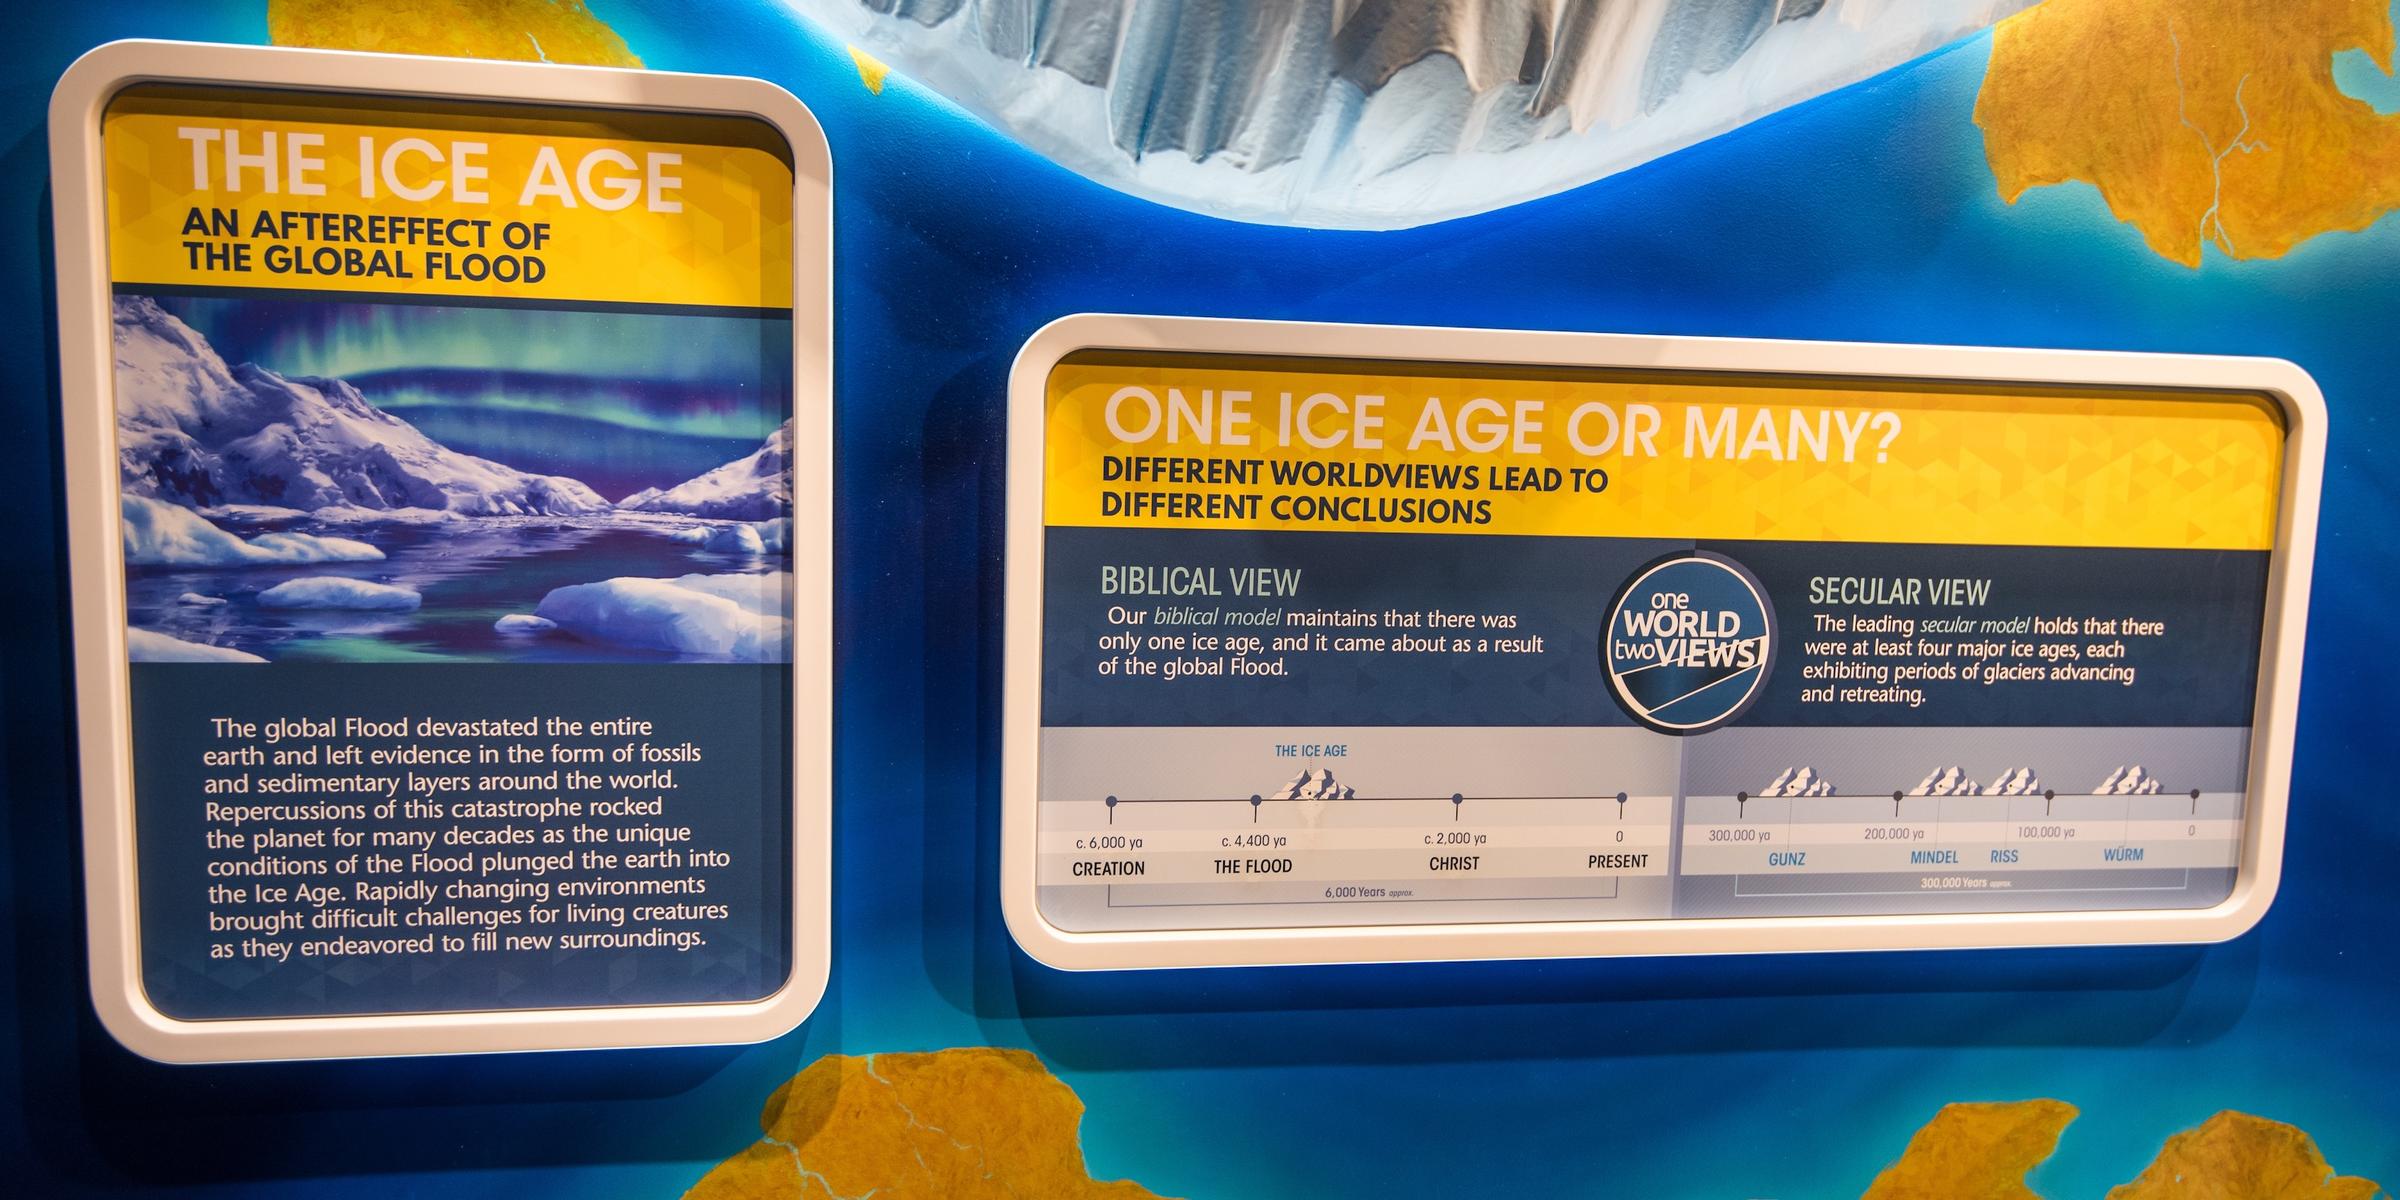 THE ICE AGE
AN AFTEREFFECT OF
THE GLOBAL FLOOD
The global Flood devastated the entire
earth and left evidence in the form of fossils
and sedimentary layers around the world.
Repercussions of this catastrophe rocked
the planet for many decades as the unique
conditions of the Flood plunged the earth into
the Ice Age. Rapidly changing environments
brought difficult challenges for living creatures
as they endeavored to fill new surroundings.
ONE ICE AGE OR MANY?
DIFFERENT WORLDVIEWS LEAD TO
DIFFERENT CONCLUSIONS
BIBLICAL VIEW
Our biblical model maintains that there was
only one ice age, and it came about as a result
of the global Flood.
one
WORLD
two VIEWS
SECULAR VIEW
The leading secular model holds that there
were at least four major ice ages, each
exhibiting periods of glaciers advancing
and retreating.
THE ICE AGE
c. 6,000 ya c. 4,400 ya c. 2,000 ya 0
CREATION THE FLOOD CHRIST PRESENT
6,000 Years approx.
300,000 ya 200,000 ya 100,000 ya 0
GUNZ MINDEL RISS WÜRM
300,000 Years approx.